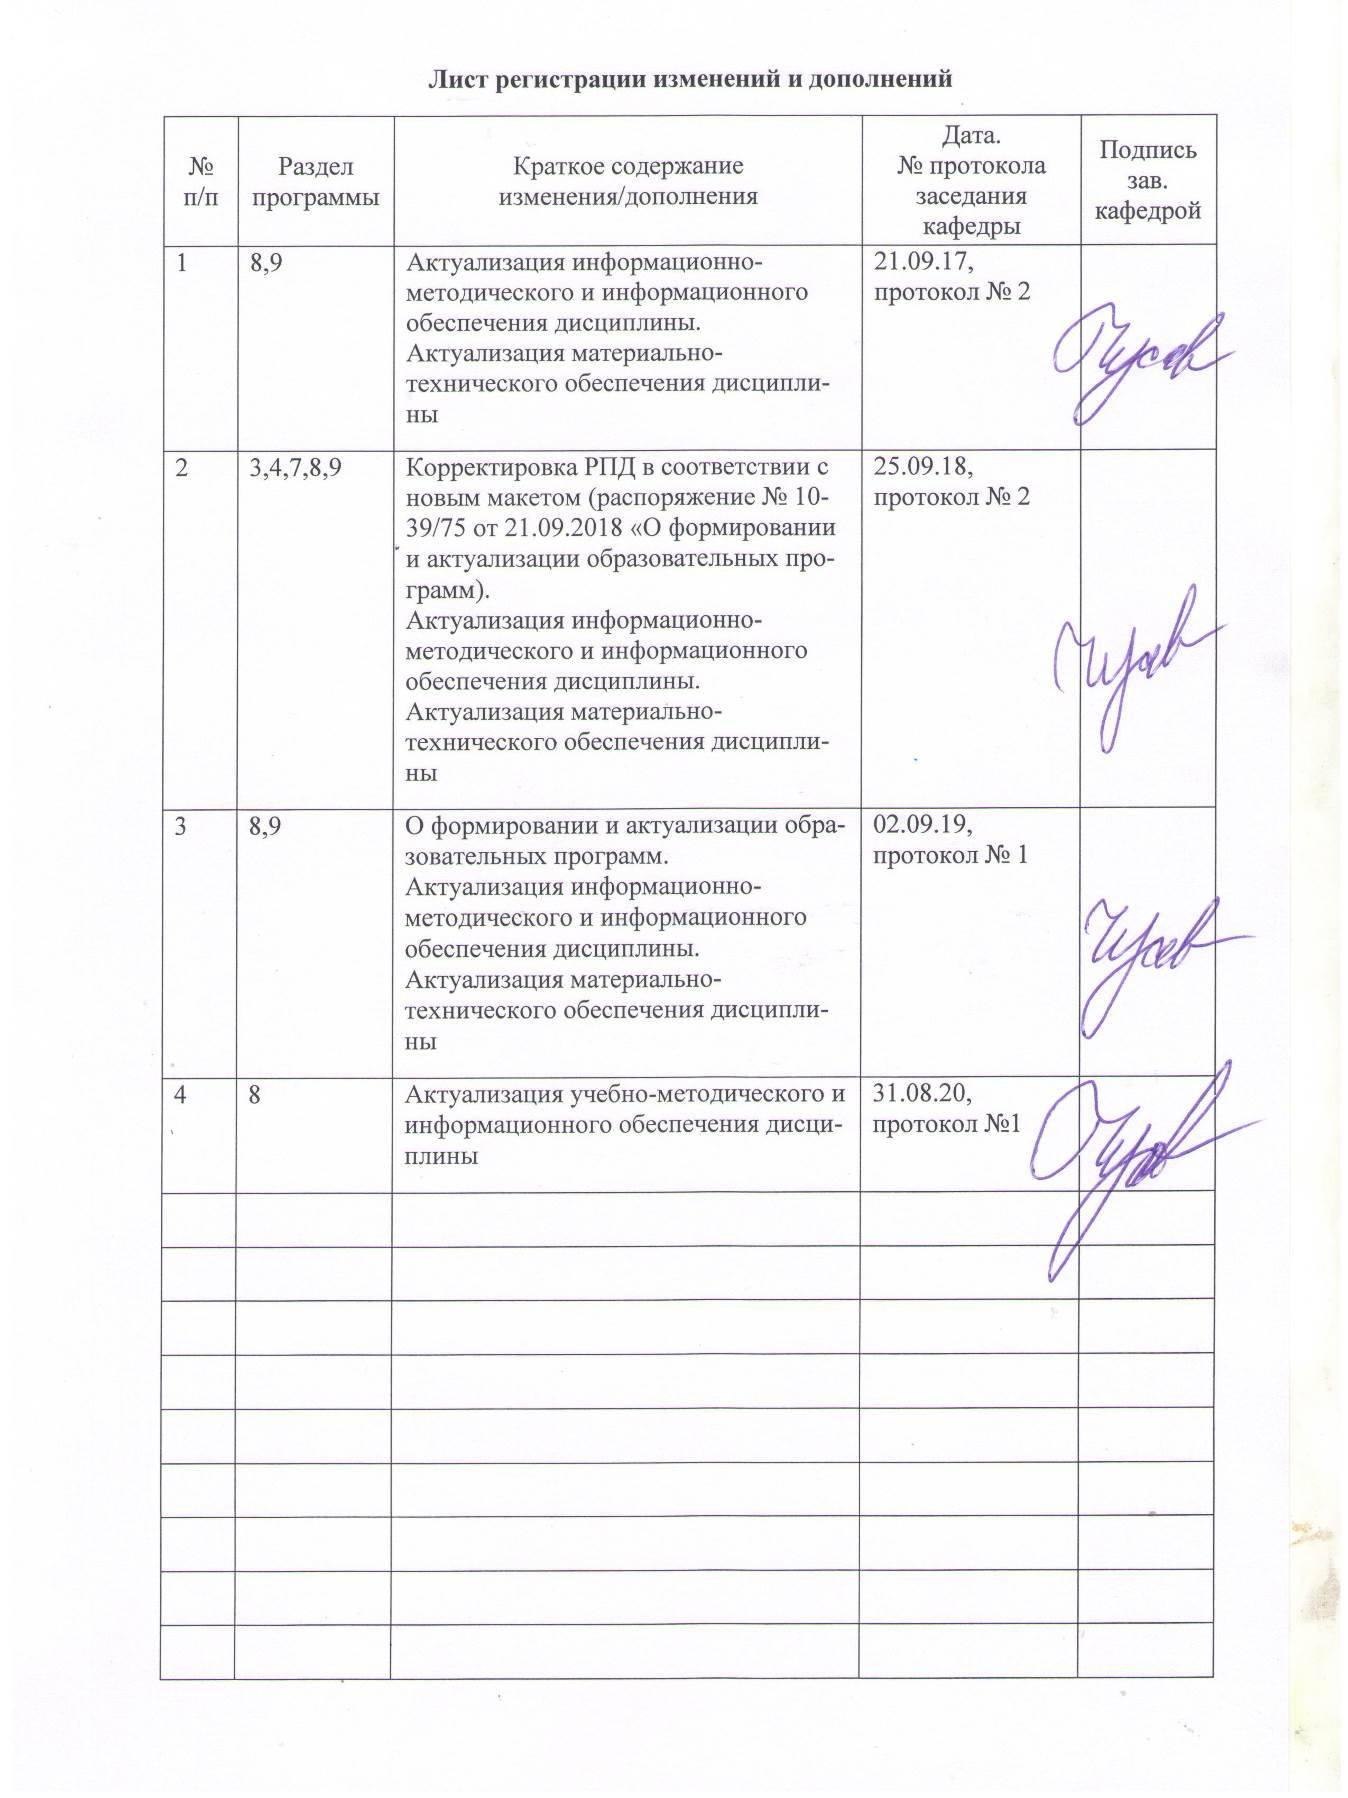 Лист регистрации изменений и дополнений
№
п/п
Раздел
программы
Краткое содержание
изменения/дополнения
Дата.
№ протокола
заседания
кафедры
Подпись
зав.
кафедрой
1
8,9
Актуализация информационно-
методического и информационного
обеспечения дисциплины.
Актуализация материально-
технического обеспечения дисципли-
ны
21.09.17,
протокол № 2
2
3,4,7,8,9
Корректировка РПД в соответствии с
новым макетом (распоряжение № 10-
39/75 от 21.09.2018 «О формировании
и актуализации образовательных про-
грамм).
Актуализация информационно-
методического и информационного
обеспечения дисциплины.
Актуализация материально-
технического обеспечения дисципли-
ны
25.09.18,
протокол № 2
3
8,9
О формировании и актуализации обра-
зовательных программ.
Актуализация информационно-
методического и информационного
обеспечения дисциплины.
Актуализация материально-
технического обеспечения дисципли-
ны
02.09.19,
протокол № 1
4
8
Актуализация учебно-методического и
информационного обеспечения дисци-
плины
31.08.20,
протокол №1